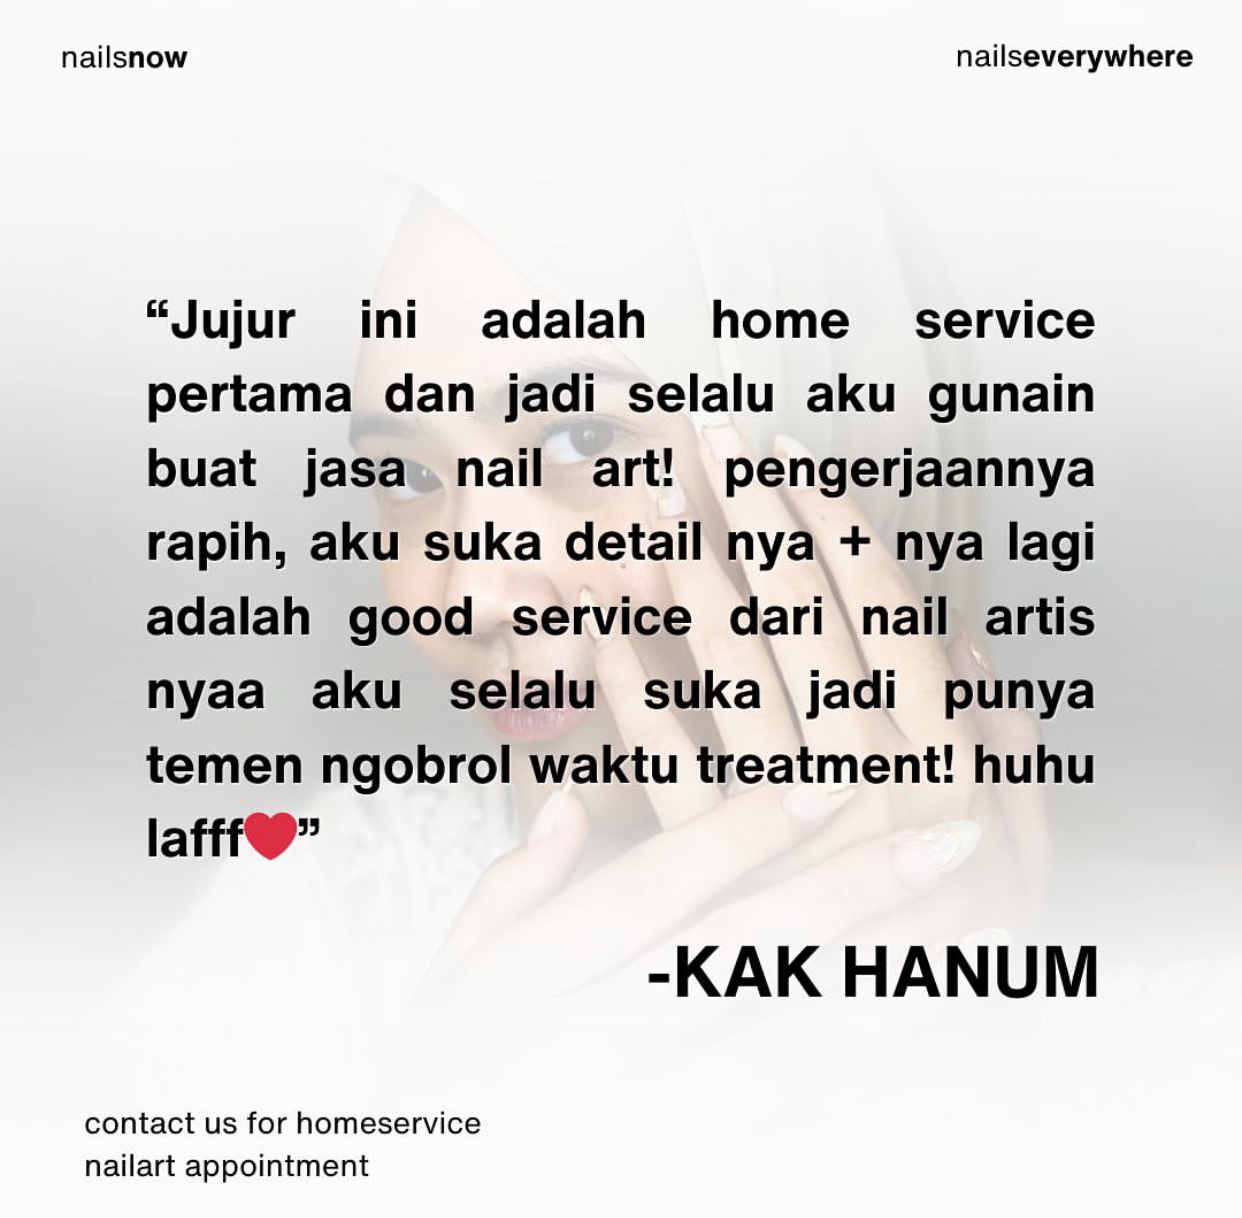 nailsnow
nailseverywhere
“Jujur ini adalah home service
pertama dan jadi selalu aku gunain
buat jasa nail art! pengerjaannya
rapih, aku suka detail nya + nya lagi
adalah good service dari nail artis
nyaa aku selalu suka jadi punya
temen ngobrol waktu treatment! huhu
lafff❤️”
-KAK HANUM
contact us for homeservice
nailart appointment